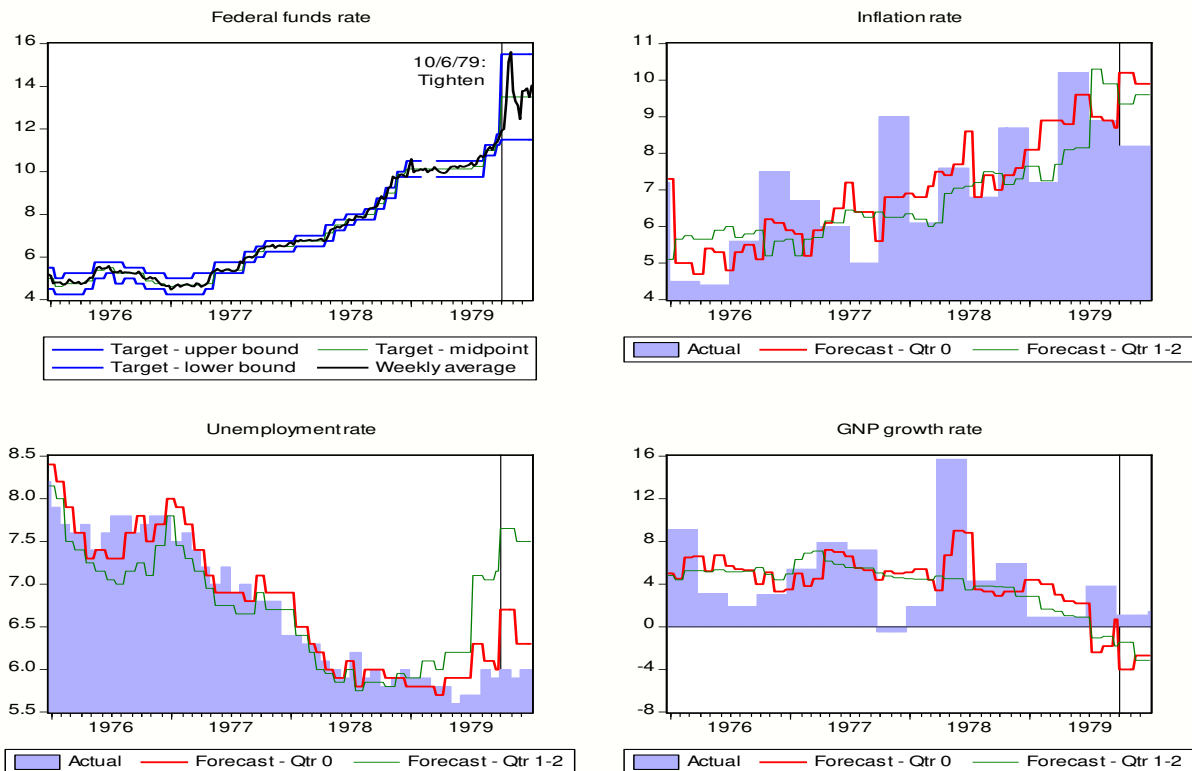 Federal funds rate
16
14
12
10
8
6
4
10/6/79:
Tighten
1976 1977 1978 1979
Target - upper bound Target - midpoint
Target - lower bound Weekly average
Inflation rate
11
10
9
8
7
6
5
4
1976 1977 1978 1979
Actual Forecast - Qtr 0 Forecast - Qtr 1-2
Unemployment rate
8.5
8.0
7.5
7.0
6.5
6.0
5.5
1976 1977 1978 1979
Actual Forecast - Qtr 0 Forecast - Qtr 1-2
GNP growth rate
16
12
8
4
0
-4
-8
1976 1977 1978 1979
Actual Forecast - Qtr 0 Forecast - Qtr 1-2